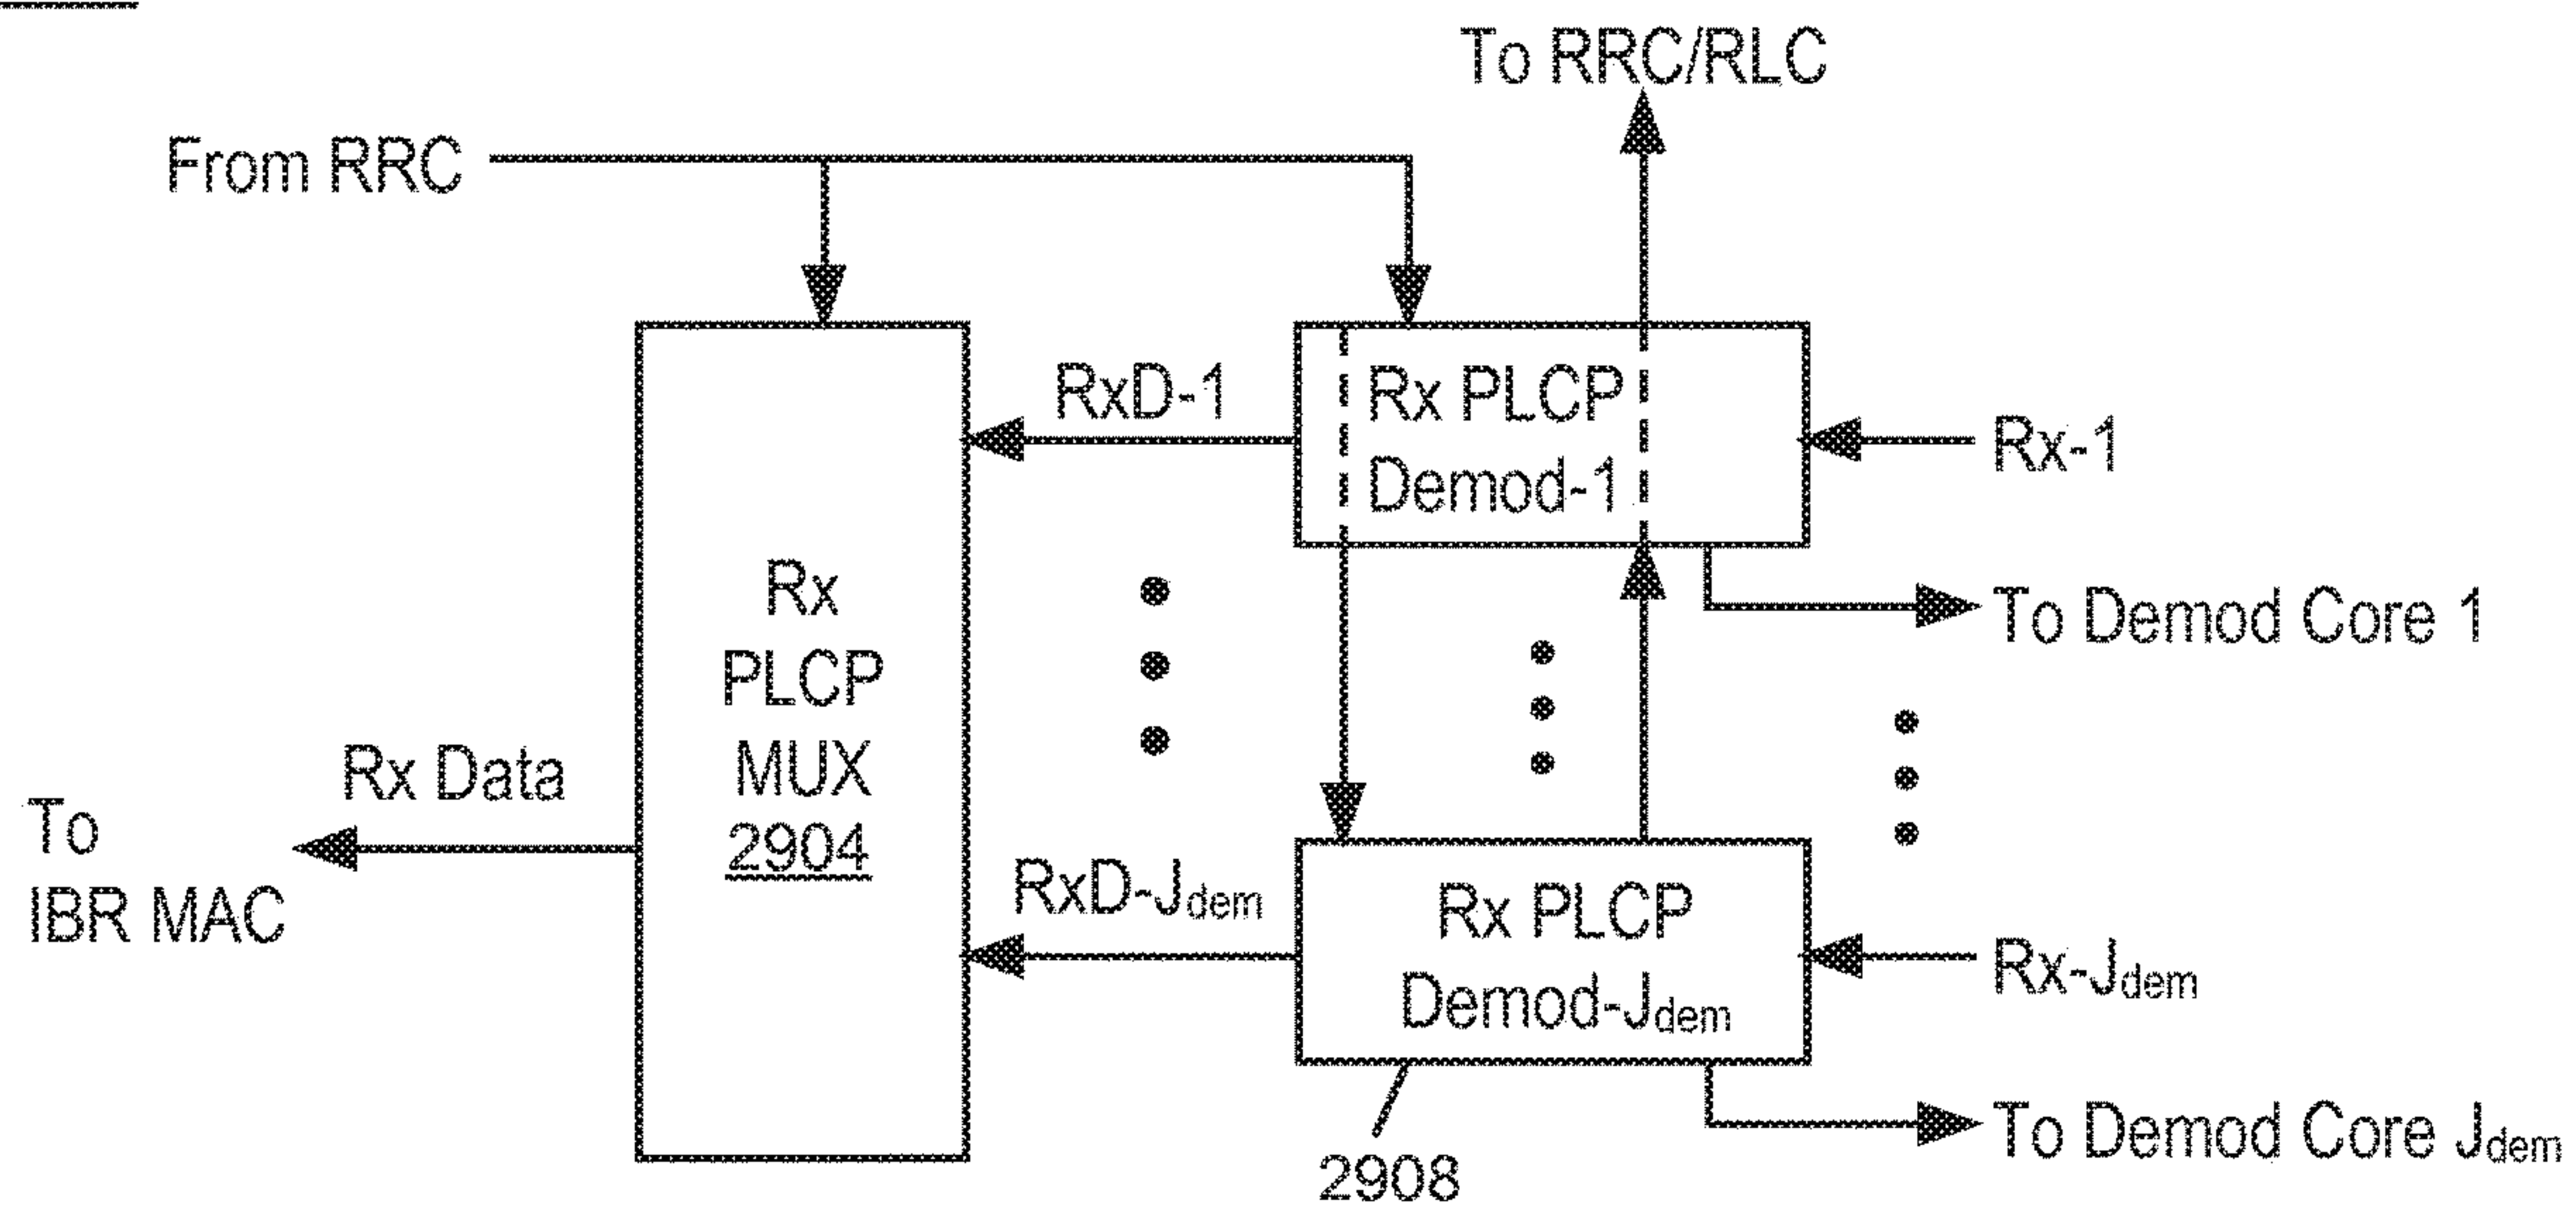 To RRC/RLC
From RRC
RxD-1
Rx PLCP
Demod-1
Rx-1
To Demod Core 1
Rx
PLCP
MUX
2904
Rx Data
To
IBR MAC
RxD-Jdem
Rx PLCP
Demod-Jdem
Rx-Jdem
To Demod Core Jdem
2908